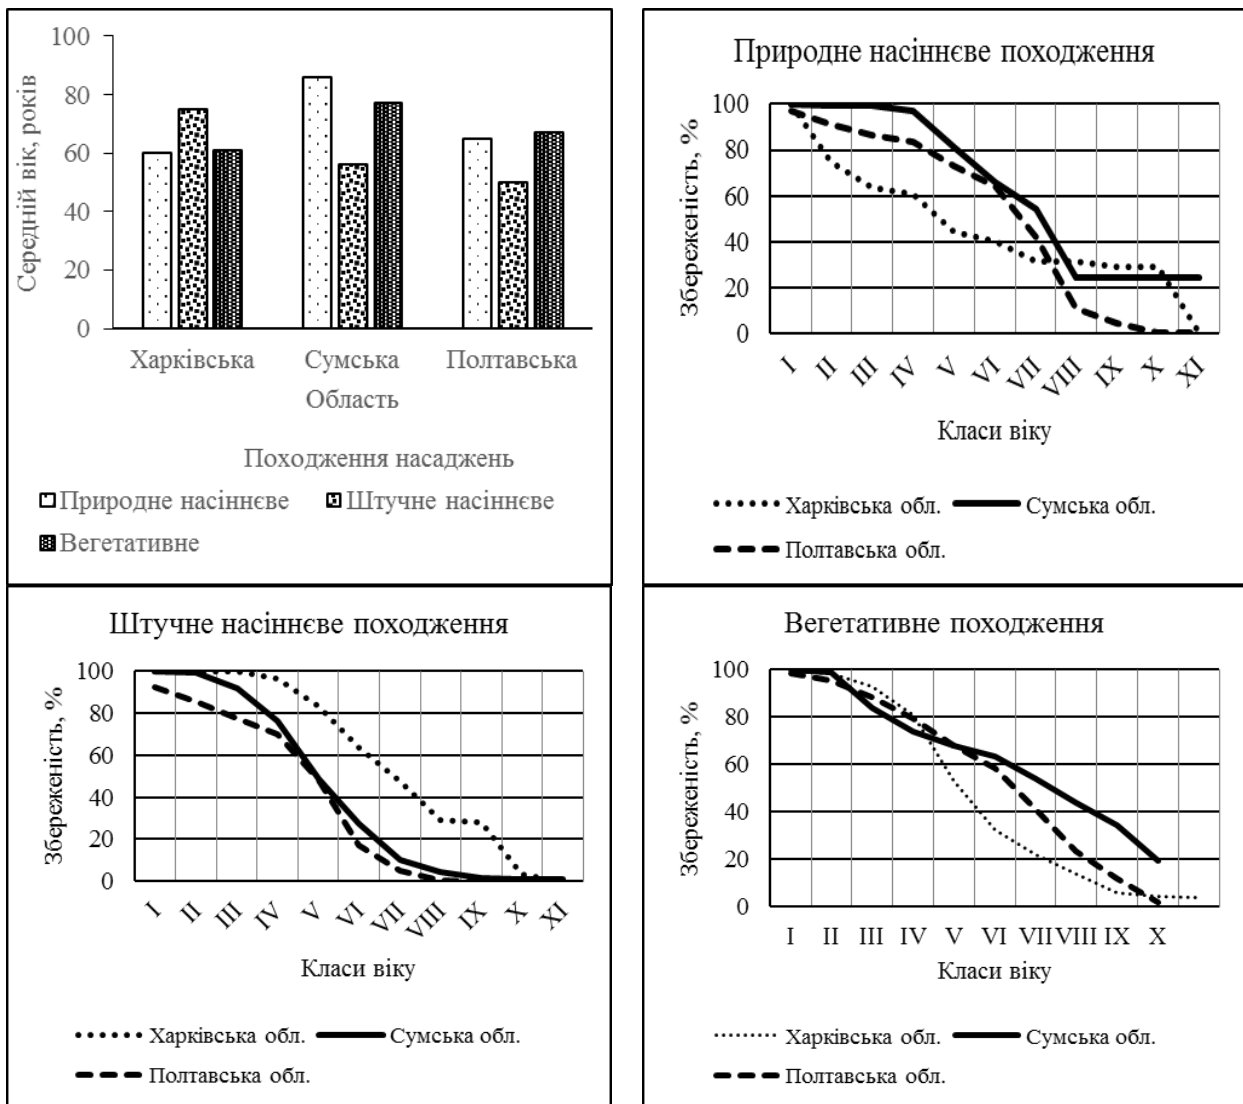 100
80
60
40
20
0
Середній вік, років
Харківська Сумська Полтавська
Область
Походження насаджень
Природне насіннєве Штучне насіннєве
Вегетативне
Природне насіннєве походження
100
80
60
40
20
0
Збереженість, %
I II III IV V VI VII VIII IX X XI
Класи віку
Харківська обл. Сумська обл.
Полтавська обл.
Штучне насіннєве походження
100
80
60
40
20
0
Збереженість, %
I II III IV V VI VII VIII IX X XI
Класи віку
Харківська обл. Сумська обл.
Полтавська обл.
Вегетативне походження
100
80
60
40
20
0
Збереженість, %
I II III IV V VI VII VIII IX X
Класи віку
Харківська обл. Сумська обл.
Полтавська обл.